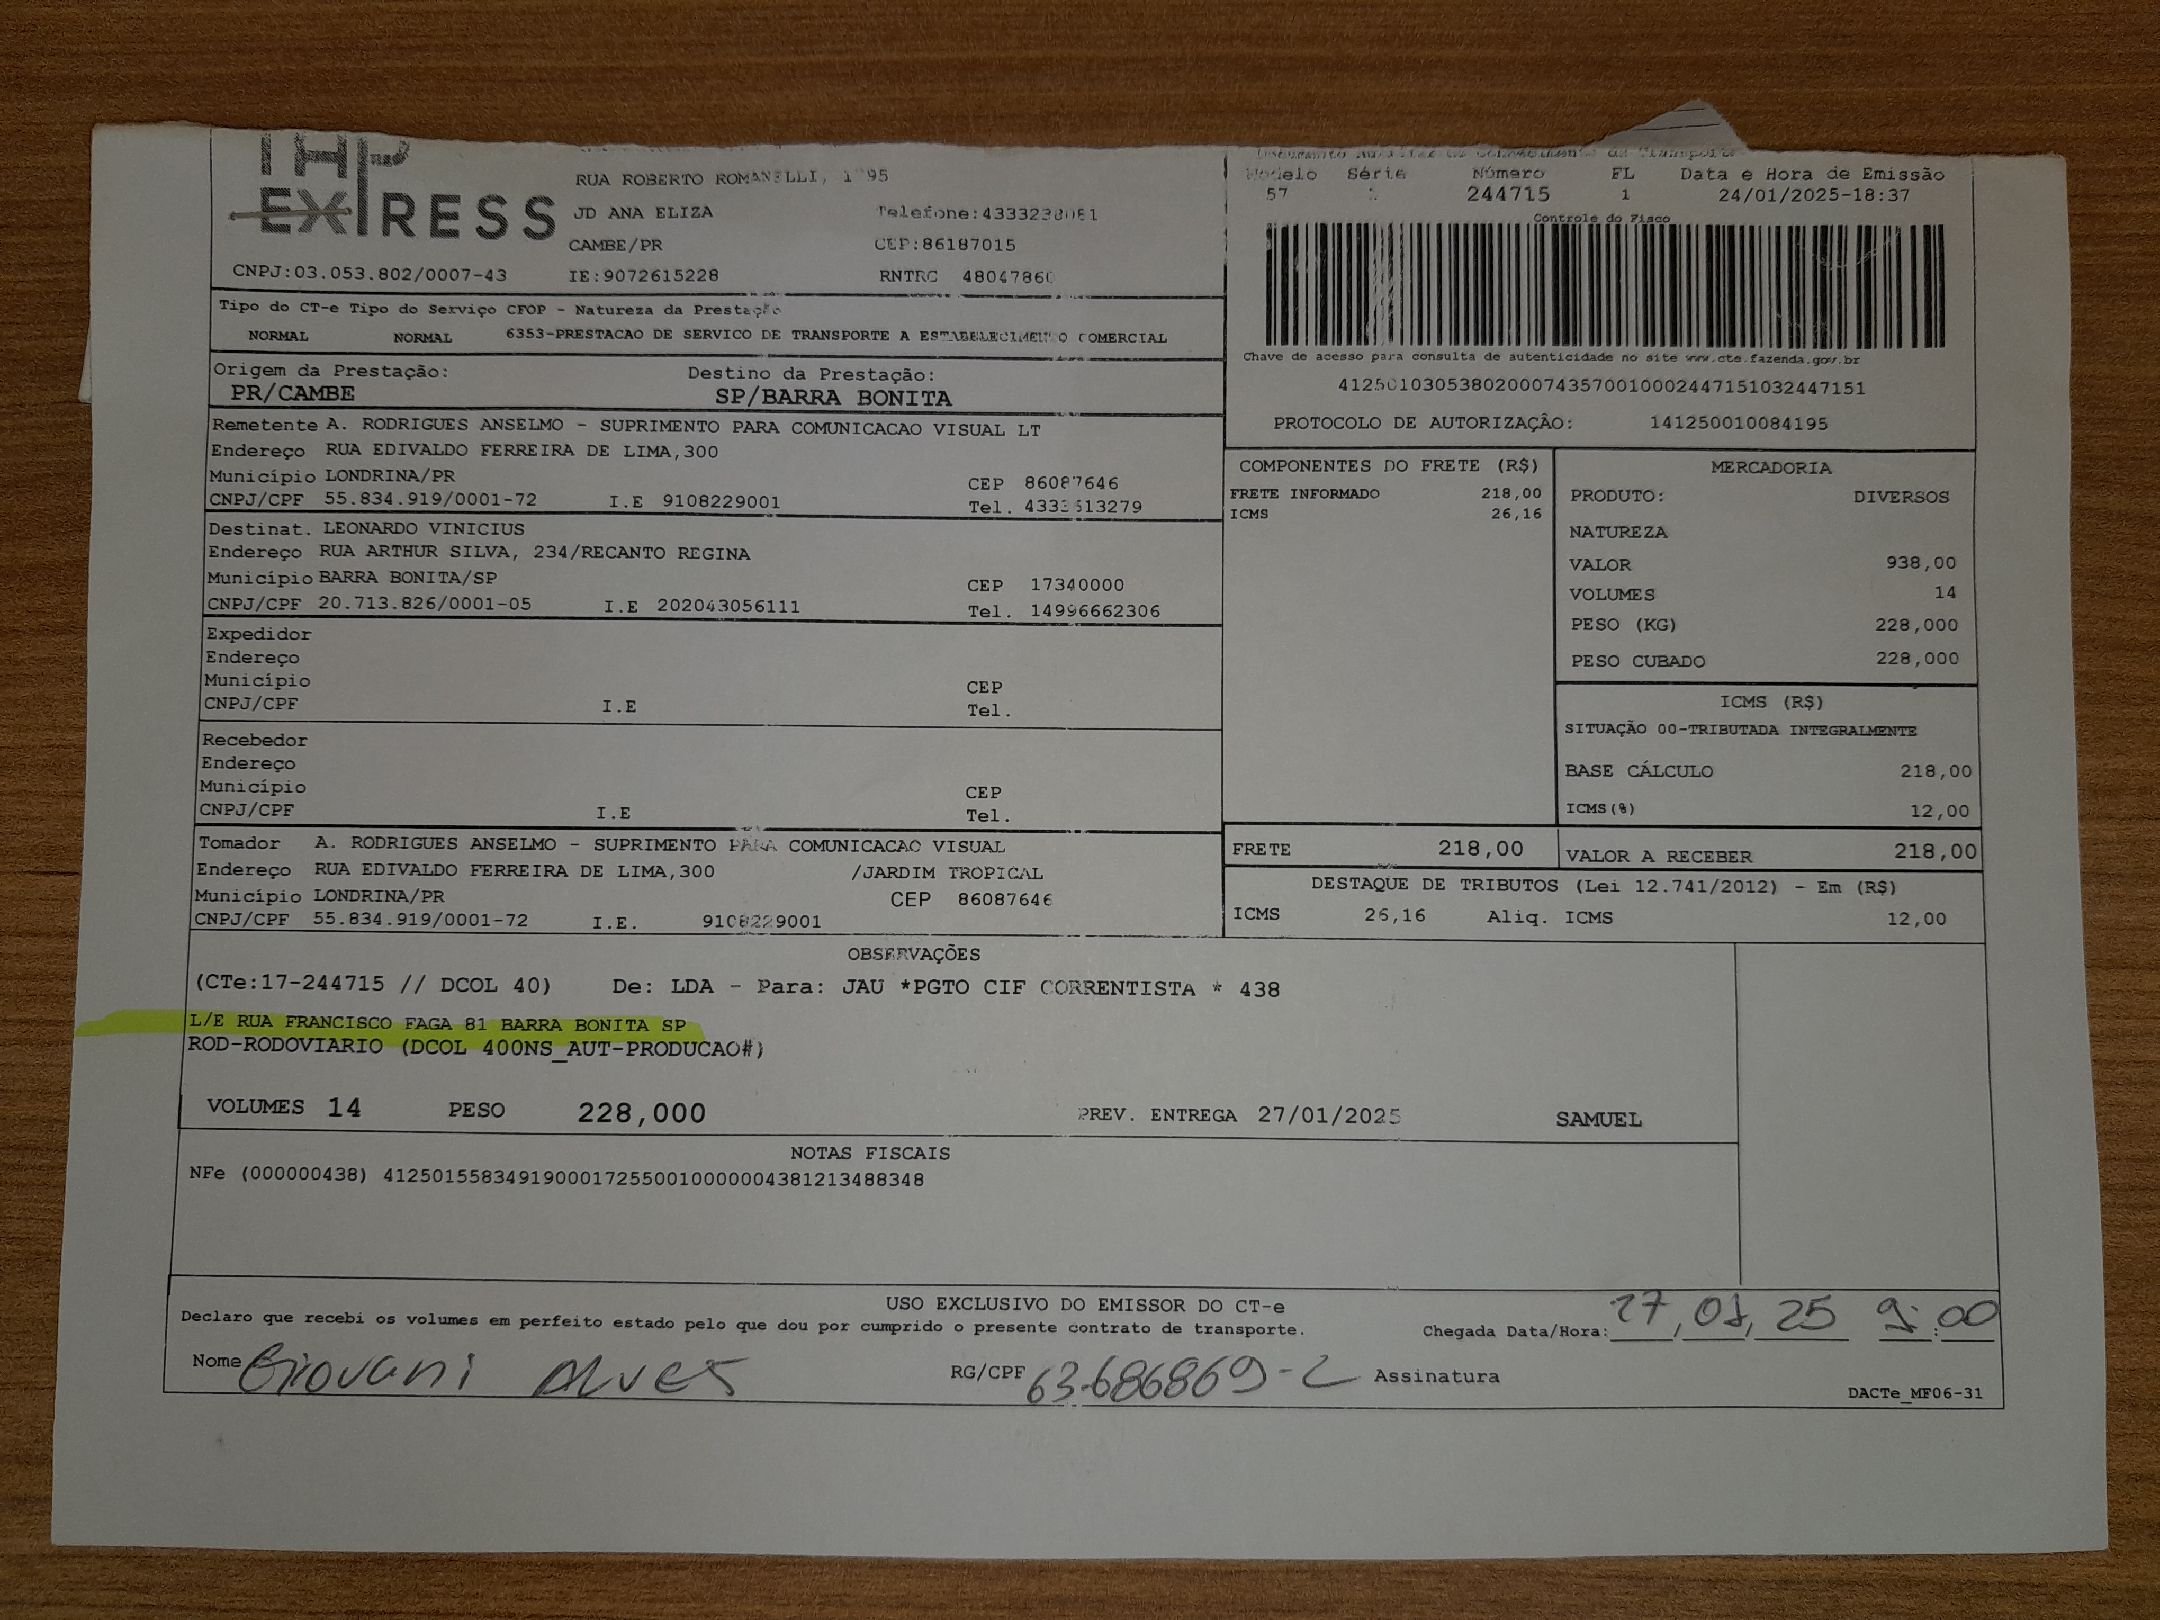 EXPRESS
RUA ROBERTO ROMANELLI,
JD ANA ELIZA
CAMBE/PR CEP:86187015
CNPJ:03.053.802/0007-43 IE:9072615228 RNTRC
Modelo Série Número FL Data e Hora de Emissão
57 244715 1 24/01/2025-18:37
Controle do Fisco
Chave de acesso para consulta de autenticidade no site www.cte.fazenda.gov.br
41250103053802000743570010002447151032447151
PROTOCOLO DE AUTORIZAÇÃO: 141250010084195
Tipo do CT-e Tipo do Serviço CFOP - Natureza da Prestação
NORMAL NORMAL 6353-PRESTACAO DE SERVICO DE TRANSPORTE A ESTABELECIMENTO COMERCIAL
Origem da Prestação: Destino da Prestação:
PR/CAMBE SP/BARRA BONITA
Remetente A. RODRIGUES ANSELMO - SUPRIMENTO PARA COMUNICACAO VISUAL LT
Endereço RUA EDIVALDO FERREIRA DE LIMA,300
Município LONDRINA/PR CEP 86087646
CNPJ/CPF 55.834.919/0001-72 I.E 9108229001 Tel.
Destinat. LEONARDO VINICIUS
Endereço RUA ARTHUR SILVA, 234/RECANTO REGINA
Município BARRA BONITA/SP CEP 17340000
CNPJ/CPF 20.713.826/0001-05 I.E 202043056111 Tel. 14996662306
Expedidor
Endereço
Município CEP
CNPJ/CPF I.E Tel.
Recebedor
Endereço
Município CEP
CNPJ/CPF I.E Tel.
Tomador A. RODRIGUES ANSELMO - SUPRIMENTO PARA COMUNICACAO VISUAL
Endereço RUA EDIVALDO FERREIRA DE LIMA,300 /JARDIM TROPICAL
Município LONDRINA/PR CEP 86087646
CNPJ/CPF 55.834.919/0001-72 I.E. 9108229001
COMPONENTES DO FRETE (R$)
FRETE INFORMADO 218,00
ICMS 26,16
MERCADORIA
PRODUTO: DIVERSOS
NATUREZA
VALOR 938,00
VOLUMES 14
PESO (KG) 228,000
PESO CUBADO 228,000
ICMS (R$)
SITUAÇÃO 00-TRIBUTADA INTEGRALMENTE
BASE CÁLCULO 218,00
ICMS(%) 12,00
FRETE 218,00 VALOR A RECEBER 218,00
DESTAQUE DE TRIBUTOS (Lei 12.741/2012) - Em (R$)
ICMS 26,16 Aliq. ICMS 12,00
OBSERVAÇÕES
(CTe:17-244715 // DCOL 40) De: LDA - Para: JAU *PGTO CIF CORRENTISTA * 438
L/E RUA FRANCISCO FAGA 81 BARRA BONITA SP
ROD-RODOVIARIO (DCOL 400NS_AUT-PRODUCAO#)
VOLUMES 14 PESO 228,000 PREV. ENTREGA 27/01/2025 SAMUEL
NOTAS FISCAIS
NFe (000000438) 41250155834919000172550010000004381213488348
USO EXCLUSIVO DO EMISSOR DO CT-e
Declaro que recebi os volumes em perfeito estado pelo que dou por cumprido o presente contrato de transporte.
Chegada Data/Hora: 27/01/25 9:00
Nome Giovani Alves RG/CPF 63.686869-2 Assinatura
DACTe_MF06-31